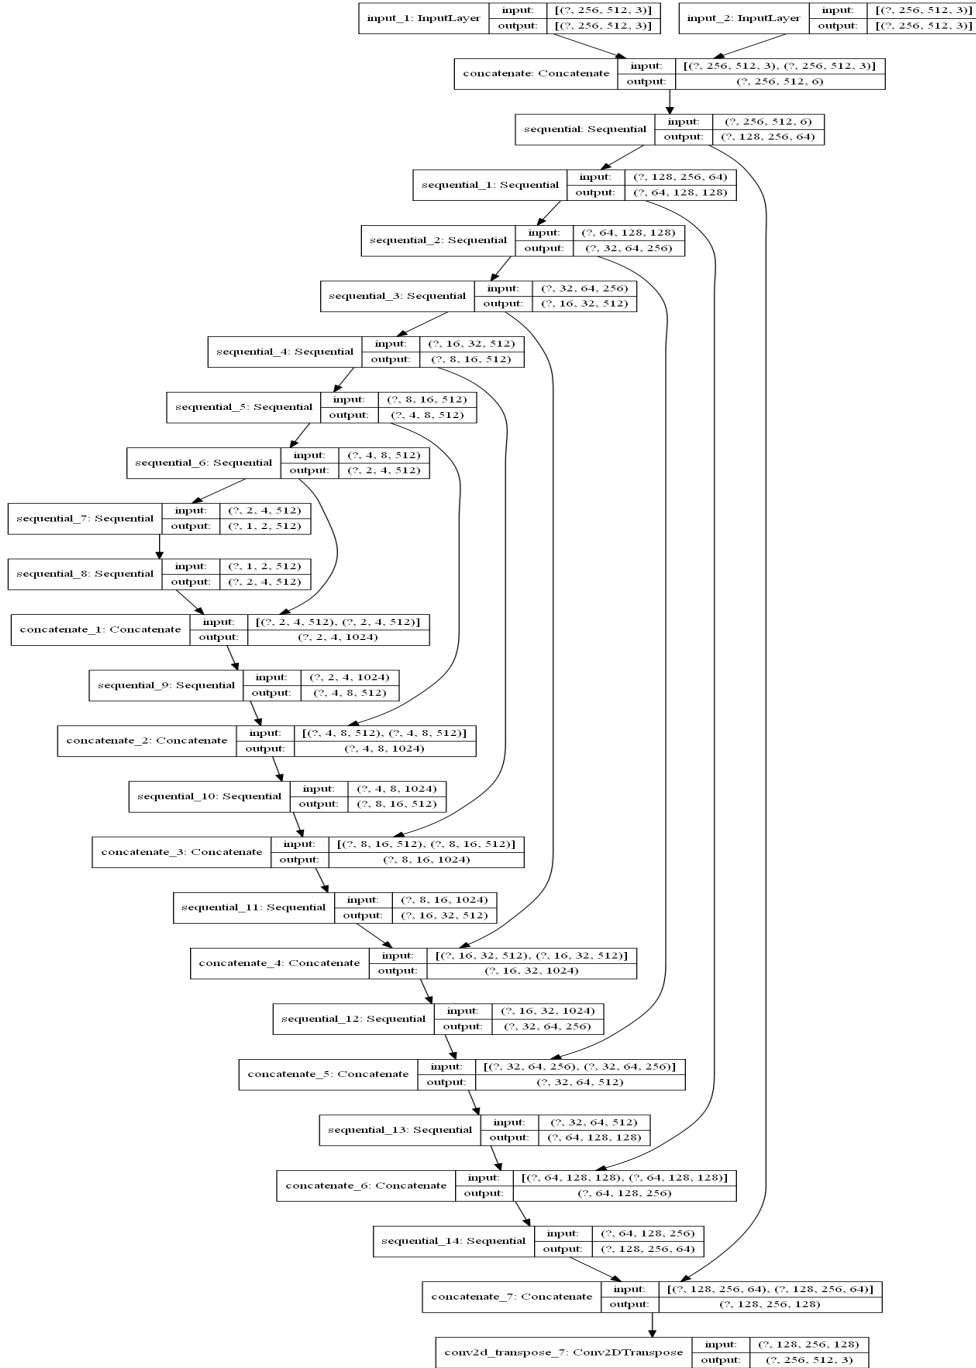 input_1: InputLayer input: [(?, 256, 512, 3)] input_2: InputLayer input: [(?, 256, 512, 3)]
output: [(?, 256, 512, 3)] output: [(?, 256, 512, 3)]
concatenate: Concatenate input: [(?, 256, 512, 3), (?, 256, 512, 3)]
output: (?, 256, 512, 6)
sequential: Sequential input: (?, 256, 512, 6)
output: (?, 128, 256, 64)
sequential_1: Sequential input: (?, 128, 256, 64)
output: (?, 64, 128, 128)
sequential_2: Sequential input: (?, 64, 128, 128)
output: (?, 32, 64, 256)
sequential_3: Sequential input: (?, 32, 64, 256)
output: (?, 16, 32, 512)
sequential_4: Sequential input: (?, 16, 32, 512)
output: (?, 8, 16, 512)
sequential_5: Sequential input: (?, 8, 16, 512)
output: (?, 4, 8, 512)
sequential_6: Sequential input: (?, 4, 8, 512)
output: (?, 2, 4, 512)
sequential_7: Sequential input: (?, 2, 4, 512)
output: (?, 1, 2, 512)
sequential_8: Sequential input: (?, 1, 2, 512)
output: (?, 2, 4, 512)
concatenate_1: Concatenate input: [(?, 2, 4, 512), (?, 2, 4, 512)]
output: (?, 2, 4, 1024)
sequential_9: Sequential input: (?, 2, 4, 1024)
output: (?, 4, 8, 512)
concatenate_2: Concatenate input: [(?, 4, 8, 512), (?, 4, 8, 512)]
output: (?, 4, 8, 1024)
sequential_10: Sequential input: (?, 4, 8, 1024)
output: (?, 8, 16, 512)
concatenate_3: Concatenate input: [(?, 8, 16, 512), (?, 8, 16, 512)]
output: (?, 8, 16, 1024)
sequential_11: Sequential input: (?, 8, 16, 1024)
output: (?, 16, 32, 512)
concatenate_4: Concatenate input: [(?, 16, 32, 512), (?, 16, 32, 512)]
output: (?, 16, 32, 1024)
sequential_12: Sequential input: (?, 16, 32, 1024)
output: (?, 32, 64, 256)
concatenate_5: Concatenate input: [(?, 32, 64, 256), (?, 32, 64, 256)]
output: (?, 32, 64, 512)
sequential_13: Sequential input: (?, 32, 64, 512)
output: (?, 64, 128, 128)
concatenate_6: Concatenate input: [(?, 64, 128, 128), (?, 64, 128, 128)]
output: (?, 64, 128, 256)
sequential_14: Sequential input: (?, 64, 128, 256)
output: (?, 128, 256, 64)
concatenate_7: Concatenate input: [(?, 128, 256, 64), (?, 128, 256, 64)]
output: (?, 128, 256, 128)
conv2d_transpose_7: Conv2DTranspose input: (?, 128, 256, 128)
output: (?, 256, 512, 3)